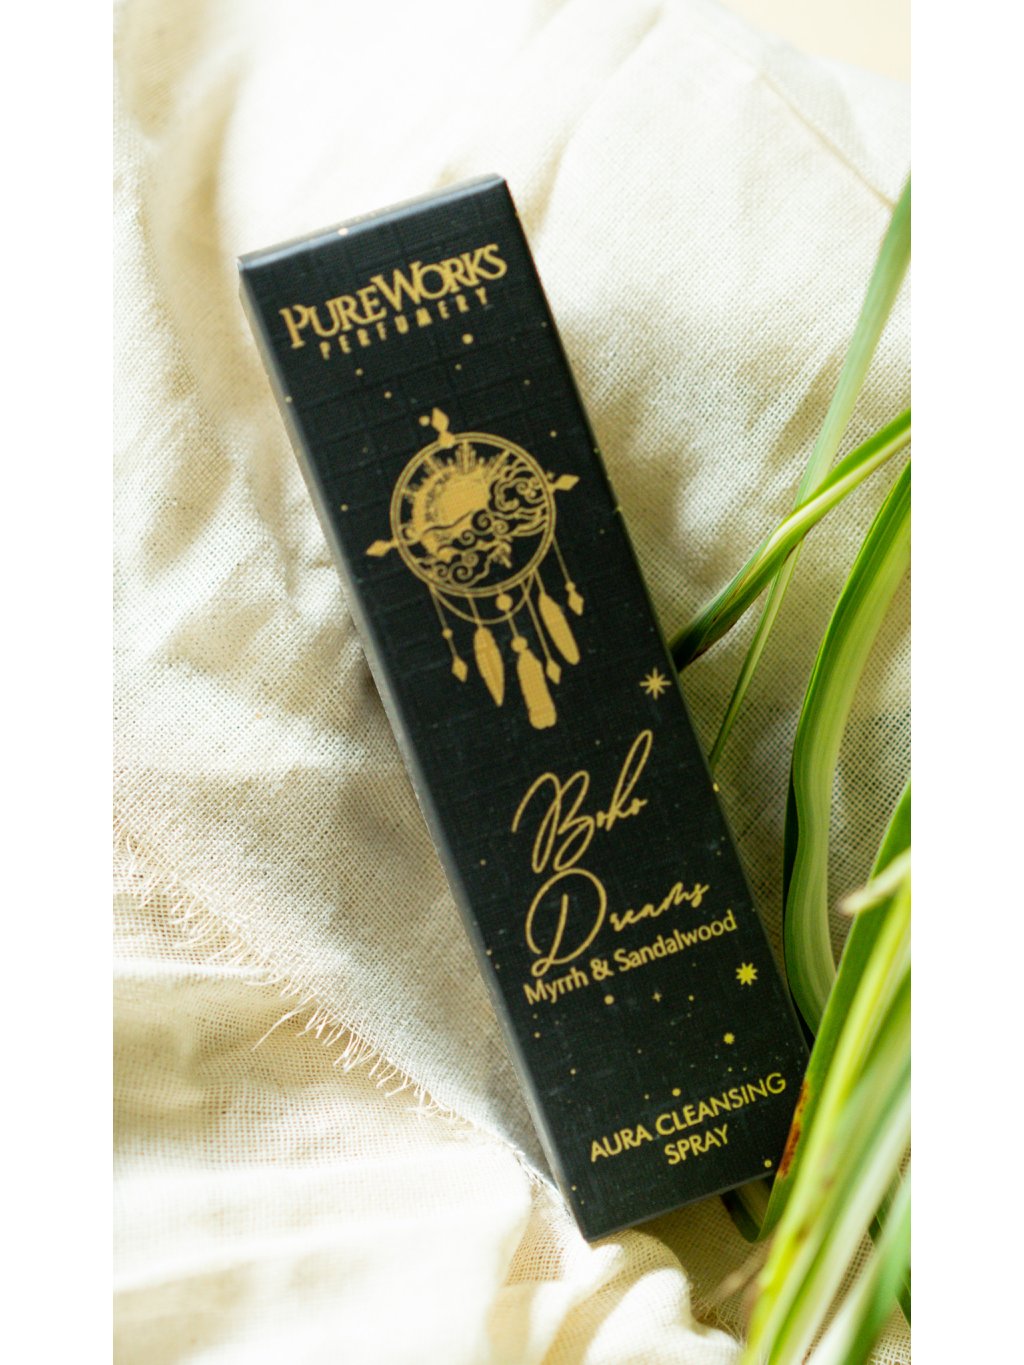 PUREWORKS
PERFUMERY
Boho
Dreams
Myrrh & Sandalwood
AURA CLEANSING
SPRAY